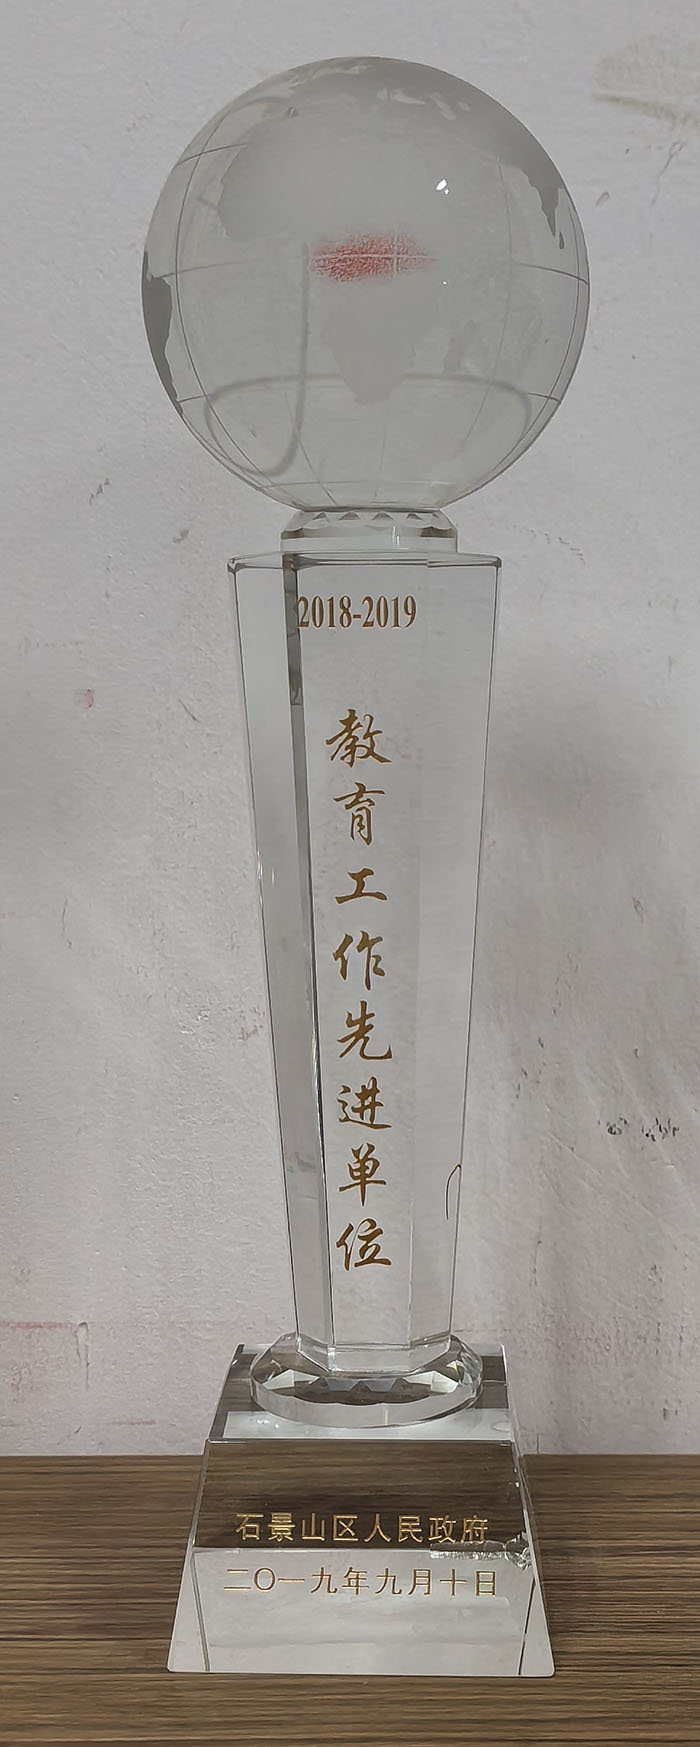 2018-2019
教育工作先进单位
石景山区人民政府
二〇一九年九月十日